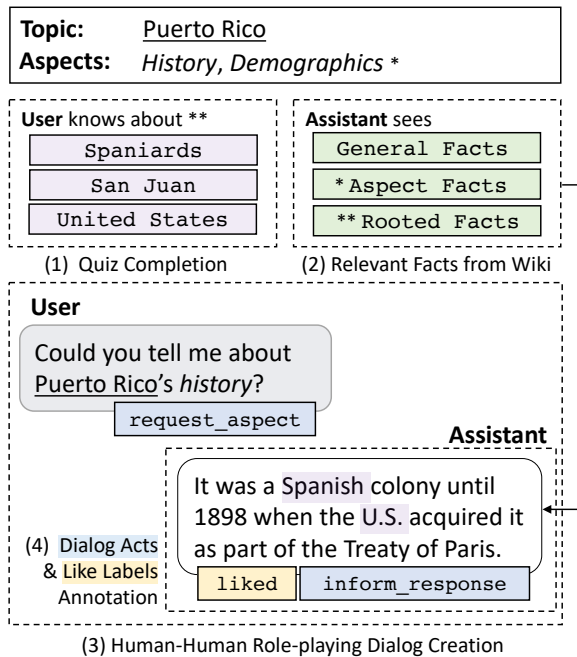 Topic: Puerto Rico
Aspects: History, Demographics *
User knows about **
Spaniards
San Juan
United States
(1) Quiz Completion
Assistant sees
General Facts
* Aspect Facts
** Rooted Facts
(2) Relevant Facts from Wiki
User
Could you tell me about
Puerto Rico's history?
request_aspect
Assistant
It was a Spanish colony until
1898 when the U.S. acquired it
as part of the Treaty of Paris.
liked inform_response
(4) Dialog Acts
& Like Labels
Annotation
(3) Human-Human Role-playing Dialog Creation